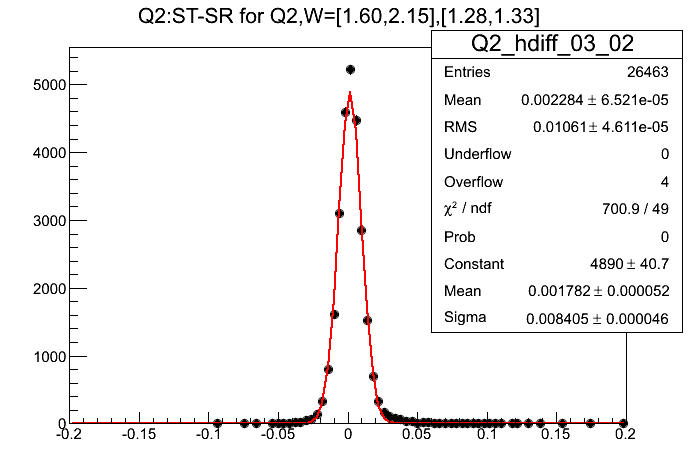 Q2:ST-SR for Q2,W=[1.60,2.15],[1.28,1.33]
Q2_hdiff_03_02
Entries 26463
Mean 0.002284 ± 6.521e-05
RMS 0.01061 ± 4.611e-05
Underflow 0
Overflow 4
χ² / ndf 700.9 / 49
Prob 0
Constant 4890 ± 40.7
Mean 0.001782 ± 0.000052
Sigma 0.008405 ± 0.000046
5000
4000
3000
2000
1000
0
-0.2 -0.15 -0.1 -0.05 0 0.05 0.1 0.15 0.2